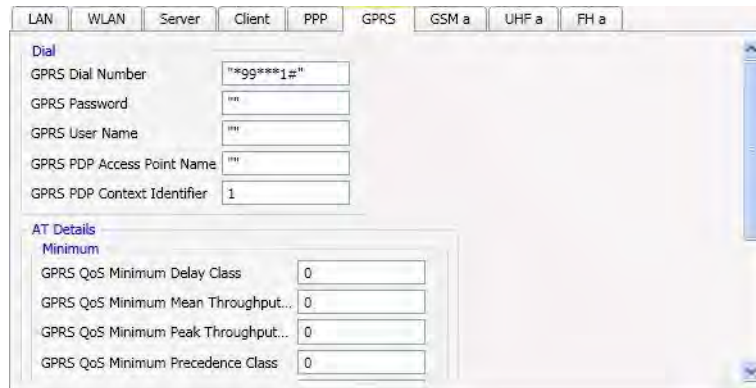 LAN WLAN Server Client PPP GPRS GSM a UHF a FH a
Dial
GPRS Dial Number "*99***1#"
GPRS Password ""
GPRS User Name ""
GPRS PDP Access Point Name ""
GPRS PDP Context Identifier 1
AT Details
Minimum
GPRS QoS Minimum Delay Class 0
GPRS QoS Minimum Mean Throughput... 0
GPRS QoS Minimum Peak Throughput... 0
GPRS QoS Minimum Precedence Class 0